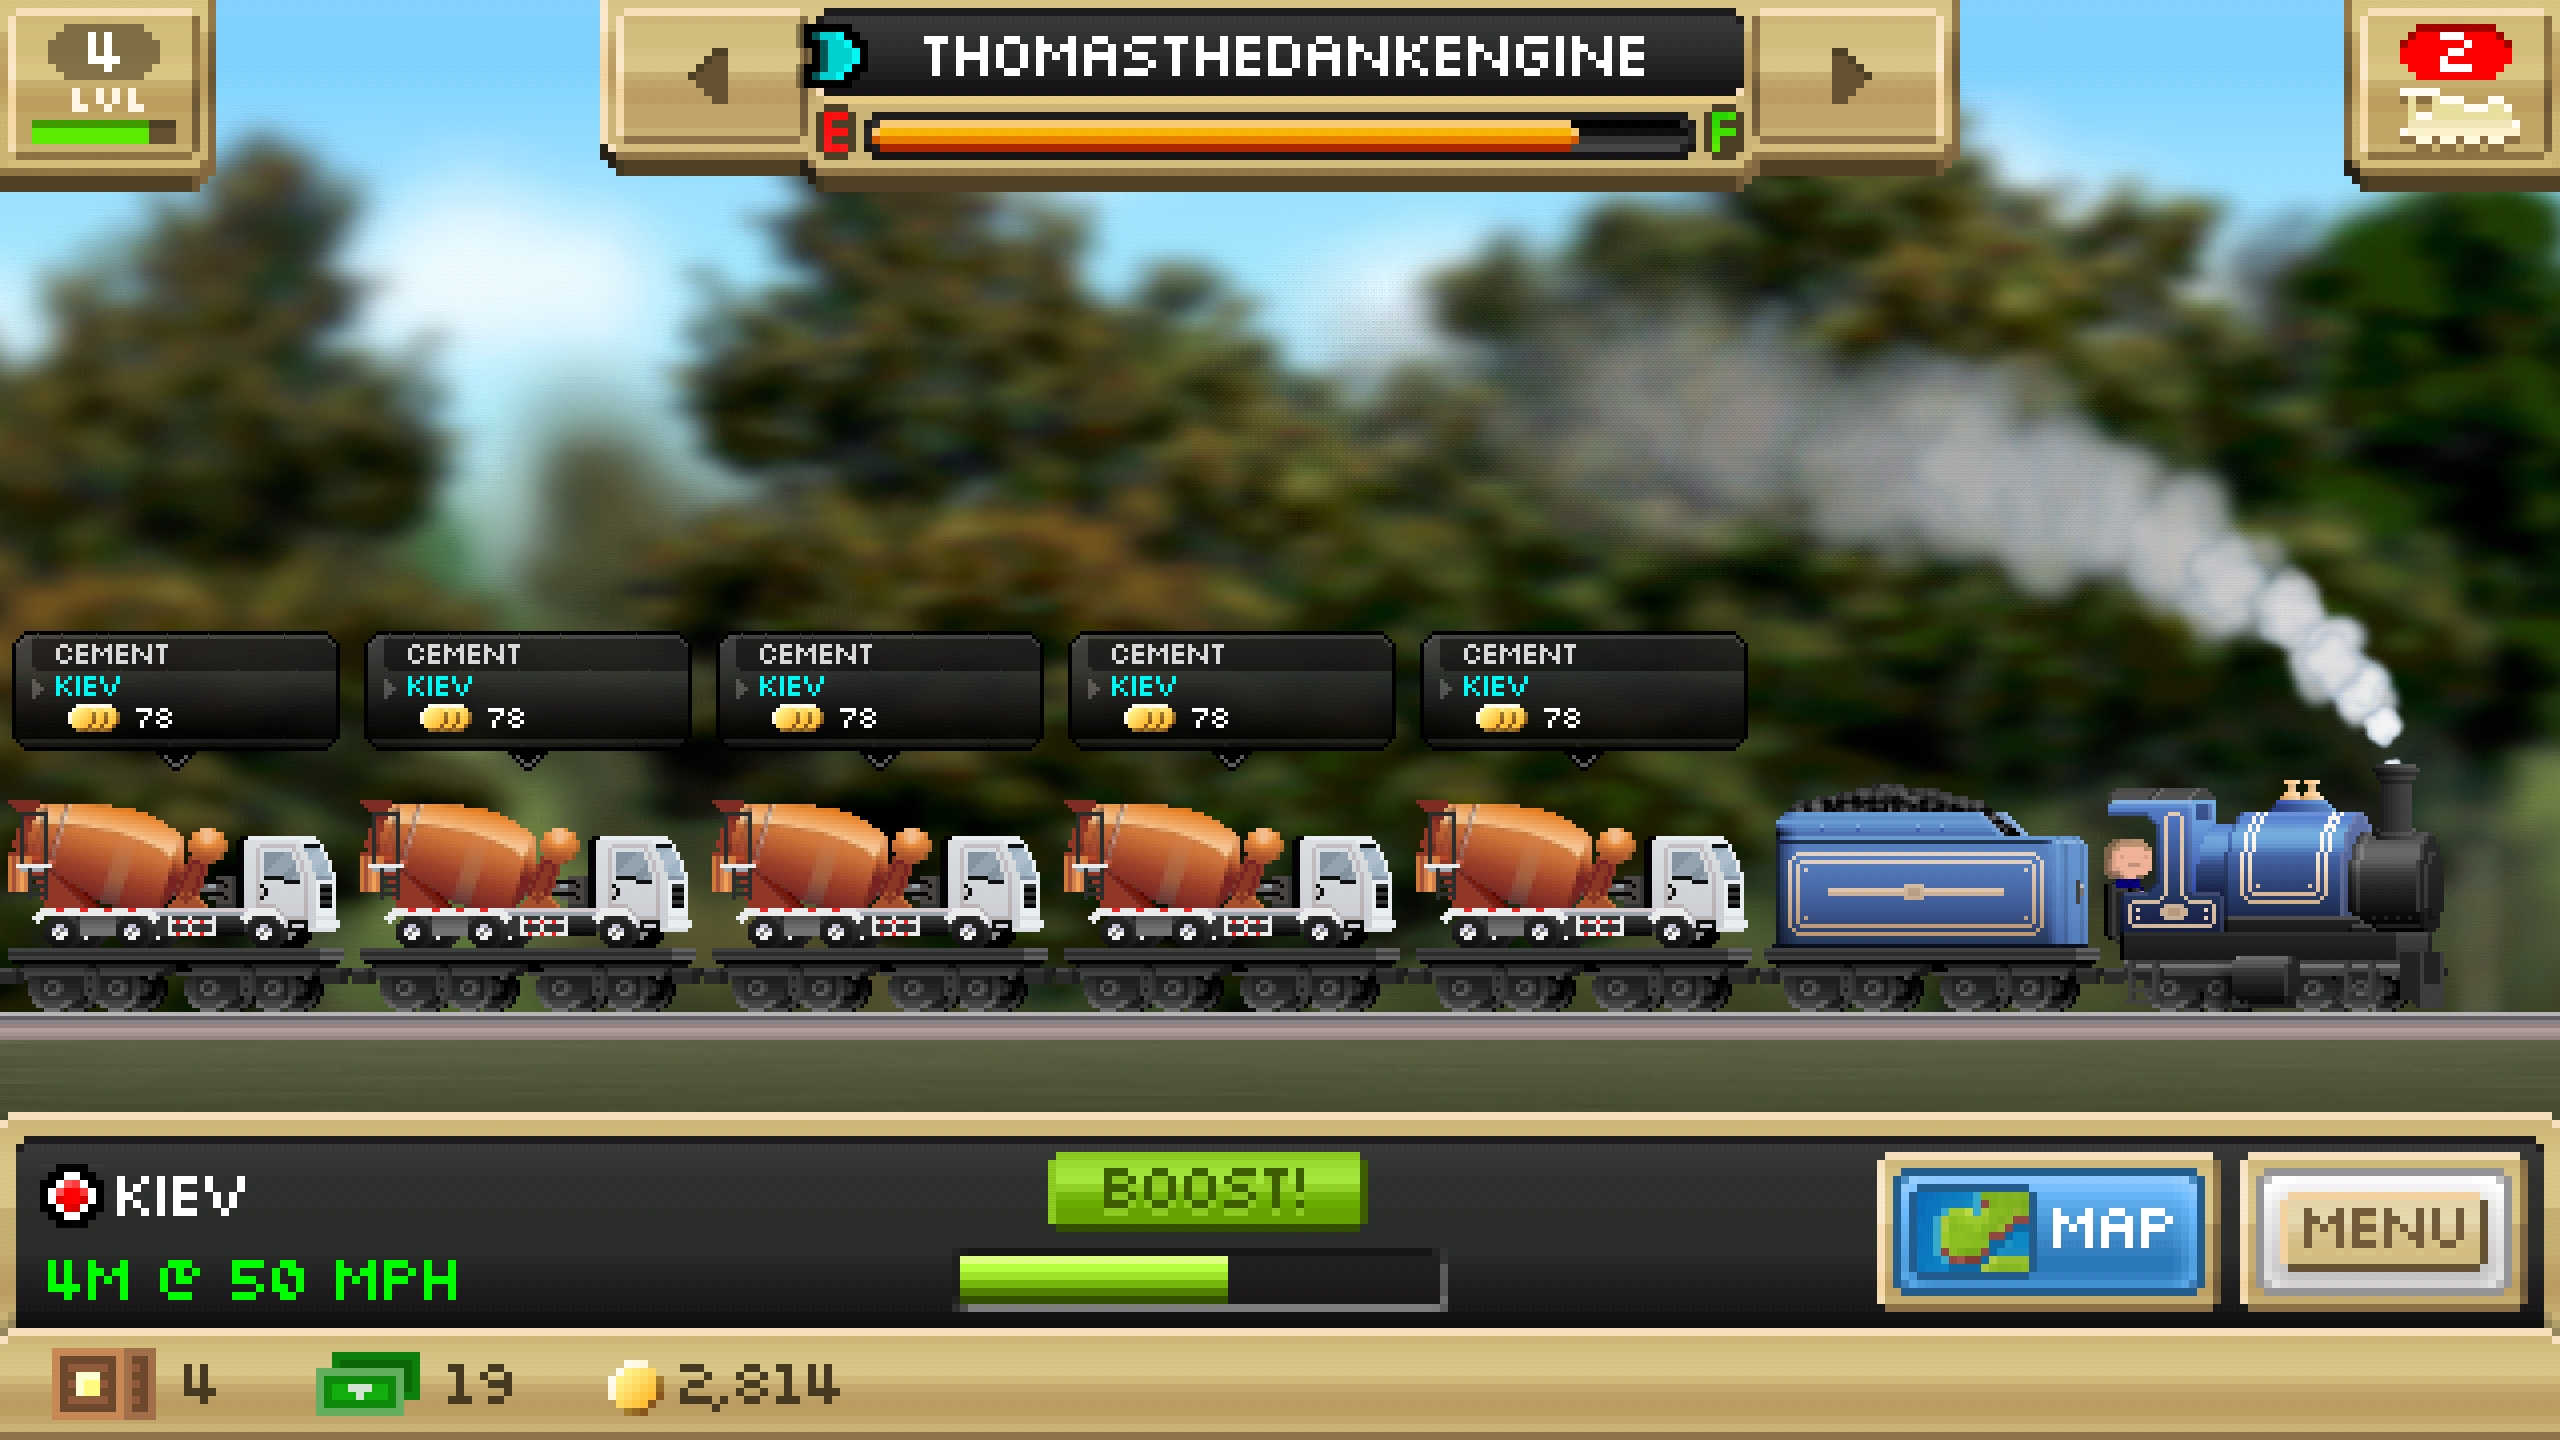 4
LVL
THOMASTHEDANKENGINE
E F
2
CEMENT
KIEV
78
CEMENT
KIEV
78
CEMENT
KIEV
78
CEMENT
KIEV
78
CEMENT
KIEV
78
KIEV
4M @ 50 MPH
BOOST!
MAP
MENU
4 19 2,814